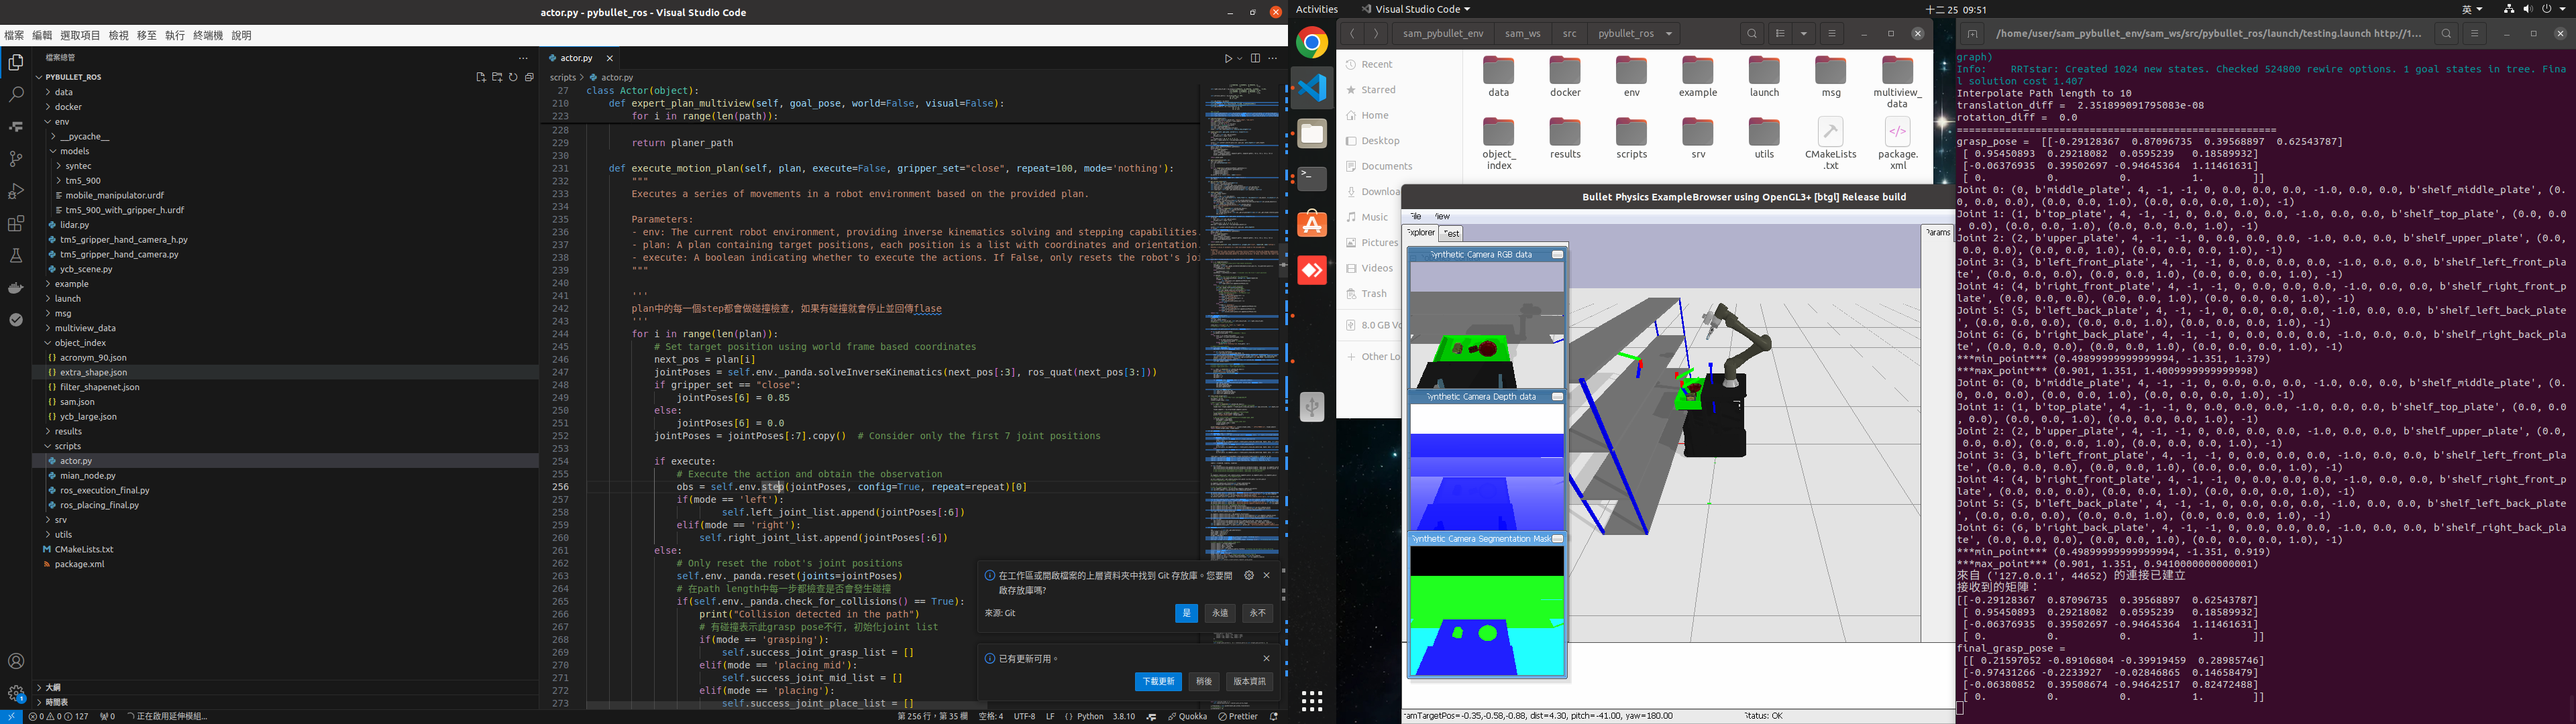 actor.py - pybullet_ros - Visual Studio Code
檔案 編輯 選取項目 檢視 移至 執行 終端機 說明
檔案總管
PYBULLET_ROS
data
docker
env
__pycache__
models
syntec
tm5_900
mobile_manipulator.urdf
tm5_900_with_gripper_h.urdf
lidar.py
tm5_gripper_hand_camera_h.py
tm5_gripper_hand_camera.py
ycb_scene.py
example
launch
msg
multiview_data
object_index
acronym_90.json
extra_shape.json
filter_shapenet.json
sam.json
ycb_large.json
results
scripts
actor.py
mian_node.py
ros_execution_final.py
ros_placing_final.py
srv
utils
CMakeLists.txt
package.xml
大綱
時間表
actor.py
scripts > actor.py
27 class Actor(object):
210 def expert_plan_multiview(self, goal_pose, world=False, visual=False):
223 for i in range(len(path)):
228
229 return planer_path
230
231 def execute_motion_plan(self, plan, execute=False, gripper_set="close", repeat=100, mode='nothing'):
232 """
233 Executes a series of movements in a robot environment based on the provided plan.
234
235 Parameters:
236 - env: The current robot environment, providing inverse kinematics solving and stepping capabilities.
237 - plan: A plan containing target positions, each position is a list with coordinates and orientation.
238 - execute: A boolean indicating whether to execute the actions. If False, only resets the robot's joi
239 """
240
241 '''
242 plan中的每一個step都會做碰撞檢查, 如果有碰撞就會停止並回傳flase
243 '''
244 for i in range(len(plan)):
245 # Set target position using world frame based coordinates
246 next_pos = plan[i]
247 jointPoses = self.env._panda.solveInverseKinematics(next_pos[:3], ros_quat(next_pos[3:]))
248 if gripper_set == "close":
249 jointPoses[6] = 0.85
250 else:
251 jointPoses[6] = 0.0
252 jointPoses = jointPoses[:7].copy() # Consider only the first 7 joint positions
253
254 if execute:
255 # Execute the action and obtain the observation
256 obs = self.env.step(jointPoses, config=True, repeat=repeat)[0]
257 if(mode == 'left'):
258 self.left_joint_list.append(jointPoses[:6])
259 elif(mode == 'right'):
260 self.right_joint_list.append(jointPoses[:6])
261 else:
262 # Only reset the robot's joint positions
263 self.env._panda.reset(joints=jointPoses)
264 # 在path length中每一步都檢查是否會發生碰撞
265 if(self.env._panda.check_for_collisions() == True):
266 print("Collision detected in the path")
267 # 有碰撞表示此grasp pose不行, 初始化joint list
268 if(mode == 'grasping'):
269 self.success_joint_grasp_list = []
270 elif(mode == 'placing_mid'):
271 self.success_joint_mid_list = []
272 elif(mode == 'placing'):
273 self.success_joint_place_list = []
在工作區或開啟檔案的上層資料夾中找到 Git 存放庫。您要開
啟存放庫嗎?
來源: Git
是 永遠 永不
已有更新可用。
下載更新 稍後 版本資訊
0 0 127 0 正在啟用延伸模組...
第 256 行，第 35 欄 空格: 4 UTF-8 LF Python 3.8.10 Quokka Prettier
Activities Visual Studio Code 十二 25 09:51 英
sam_pybullet_env sam_ws src pybullet_ros
Recent
Starred
Home
Desktop
Documents
Downloa
Music
Pictures
Videos
Trash
8.0 GB Vo
Other Lo
data docker env example launch msg multiview_
data
object_
index results scripts srv utils CMakeLists
.txt package.
xml
Bullet Physics ExampleBrowser using OpenGL3+ [btgl] Release build
File View
Explorer Test Params
Synthetic Camera RGB data
Synthetic Camera Depth data
Synthetic Camera Segmentation Mask
camTargetPos=-0.35,-0.58,-0.88, dist=4.30, pitch=-41.00, yaw=180.00 Status: OK
/home/user/sam_pybullet_env/sam_ws/src/pybullet_ros/launch/testing.launch http://1...
graph)
Info: RRTstar: Created 1024 new states. Checked 524800 rewire options. 1 goal states in tree. Fina
l solution cost 1.407
Interpolate Path length to 10
translation_diff = 2.351899091795083e-08
rotation_diff = 0.0
======================================================
grasp_pose = [[-0.29128367 0.87096735 0.39568897 0.62543787]
[ 0.95450893 0.29218082 0.0595239 0.18589932]
[-0.06376935 0.39502697 -0.94645364 1.11461631]
[ 0. 0. 0. 1. ]]
Joint 0: (0, b'middle_plate', 4, -1, -1, 0, 0.0, 0.0, 0.0, -1.0, 0.0, 0.0, b'shelf_middle_plate', (0.
0, 0.0, 0.0), (0.0, 0.0, 1.0), (0.0, 0.0, 0.0, 1.0), -1)
Joint 1: (1, b'top_plate', 4, -1, -1, 0, 0.0, 0.0, 0.0, -1.0, 0.0, 0.0, b'shelf_top_plate', (0.0, 0.0
, 0.0), (0.0, 0.0, 1.0), (0.0, 0.0, 0.0, 1.0), -1)
Joint 2: (2, b'upper_plate', 4, -1, -1, 0, 0.0, 0.0, 0.0, -1.0, 0.0, 0.0, b'shelf_upper_plate', (0.0,
0.0, 0.0), (0.0, 0.0, 1.0), (0.0, 0.0, 0.0, 1.0), -1)
Joint 3: (3, b'left_front_plate', 4, -1, -1, 0, 0.0, 0.0, 0.0, -1.0, 0.0, 0.0, b'shelf_left_front_pla
te', (0.0, 0.0, 0.0), (0.0, 0.0, 1.0), (0.0, 0.0, 0.0, 1.0), -1)
Joint 4: (4, b'right_front_plate', 4, -1, -1, 0, 0.0, 0.0, 0.0, -1.0, 0.0, 0.0, b'shelf_right_front_p
late', (0.0, 0.0, 0.0), (0.0, 0.0, 1.0), (0.0, 0.0, 0.0, 1.0), -1)
Joint 5: (5, b'left_back_plate', 4, -1, -1, 0, 0.0, 0.0, 0.0, -1.0, 0.0, 0.0, b'shelf_left_back_plate
', (0.0, 0.0, 0.0), (0.0, 0.0, 1.0), (0.0, 0.0, 0.0, 1.0), -1)
Joint 6: (6, b'right_back_plate', 4, -1, -1, 0, 0.0, 0.0, 0.0, -1.0, 0.0, 0.0, b'shelf_right_back_pla
te', (0.0, 0.0, 0.0), (0.0, 0.0, 1.0), (0.0, 0.0, 0.0, 1.0), -1)
***min_point*** (0.49899999999999994, -1.351, 1.379)
***max_point*** (0.901, 1.351, 1.4009999999999998)
Joint 0: (0, b'middle_plate', 4, -1, -1, 0, 0.0, 0.0, 0.0, -1.0, 0.0, 0.0, b'shelf_middle_plate', (0.
0, 0.0, 0.0), (0.0, 0.0, 1.0), (0.0, 0.0, 0.0, 1.0), -1)
Joint 1: (1, b'top_plate', 4, -1, -1, 0, 0.0, 0.0, 0.0, -1.0, 0.0, 0.0, b'shelf_top_plate', (0.0, 0.0
, 0.0), (0.0, 0.0, 1.0), (0.0, 0.0, 0.0, 1.0), -1)
Joint 2: (2, b'upper_plate', 4, -1, -1, 0, 0.0, 0.0, 0.0, -1.0, 0.0, 0.0, b'shelf_upper_plate', (0.0,
0.0, 0.0), (0.0, 0.0, 1.0), (0.0, 0.0, 0.0, 1.0), -1)
Joint 3: (3, b'left_front_plate', 4, -1, -1, 0, 0.0, 0.0, 0.0, -1.0, 0.0, 0.0, b'shelf_left_front_pla
te', (0.0, 0.0, 0.0), (0.0, 0.0, 1.0), (0.0, 0.0, 0.0, 1.0), -1)
Joint 4: (4, b'right_front_plate', 4, -1, -1, 0, 0.0, 0.0, 0.0, -1.0, 0.0, 0.0, b'shelf_right_front_p
late', (0.0, 0.0, 0.0), (0.0, 0.0, 1.0), (0.0, 0.0, 0.0, 1.0), -1)
Joint 5: (5, b'left_back_plate', 4, -1, -1, 0, 0.0, 0.0, 0.0, -1.0, 0.0, 0.0, b'shelf_left_back_plate
', (0.0, 0.0, 0.0), (0.0, 0.0, 1.0), (0.0, 0.0, 0.0, 1.0), -1)
Joint 6: (6, b'right_back_plate', 4, -1, -1, 0, 0.0, 0.0, 0.0, -1.0, 0.0, 0.0, b'shelf_right_back_pla
te', (0.0, 0.0, 0.0), (0.0, 0.0, 1.0), (0.0, 0.0, 0.0, 1.0), -1)
***min_point*** (0.49899999999999994, -1.351, 0.919)
***max_point*** (0.901, 1.351, 0.9410000000000001)
來自 ('127.0.0.1', 44652) 的連接已建立
接收到的矩陣：
[[-0.29128367 0.87096735 0.39568897 0.62543787]
[ 0.95450893 0.29218082 0.0595239 0.18589932]
[-0.06376935 0.39502697 -0.94645364 1.11461631]
[ 0. 0. 0. 1. ]]
final_grasp_pose =
[[ 0.21597052 -0.89106804 -0.39919459 0.28985746]
[-0.97431266 -0.2233927 -0.02846865 0.14658479]
[-0.06380852 0.39508674 -0.94642517 0.82472488]
[ 0. 0. 0. 1. ]]